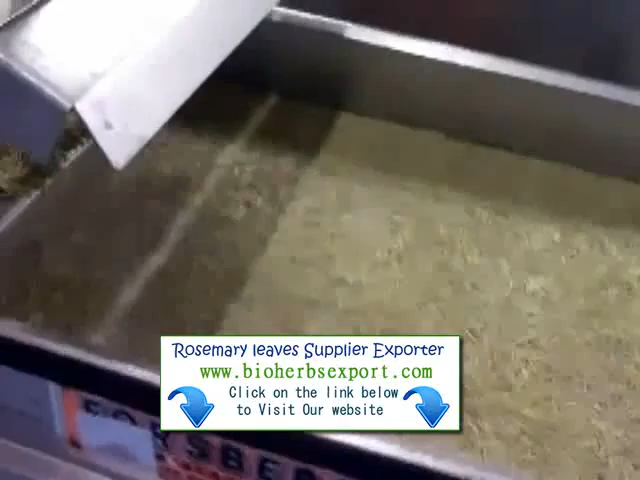 Rosemary leaves Supplier Exporter
www.bioherbsexport.com
Click on the link below
to Visit Our website